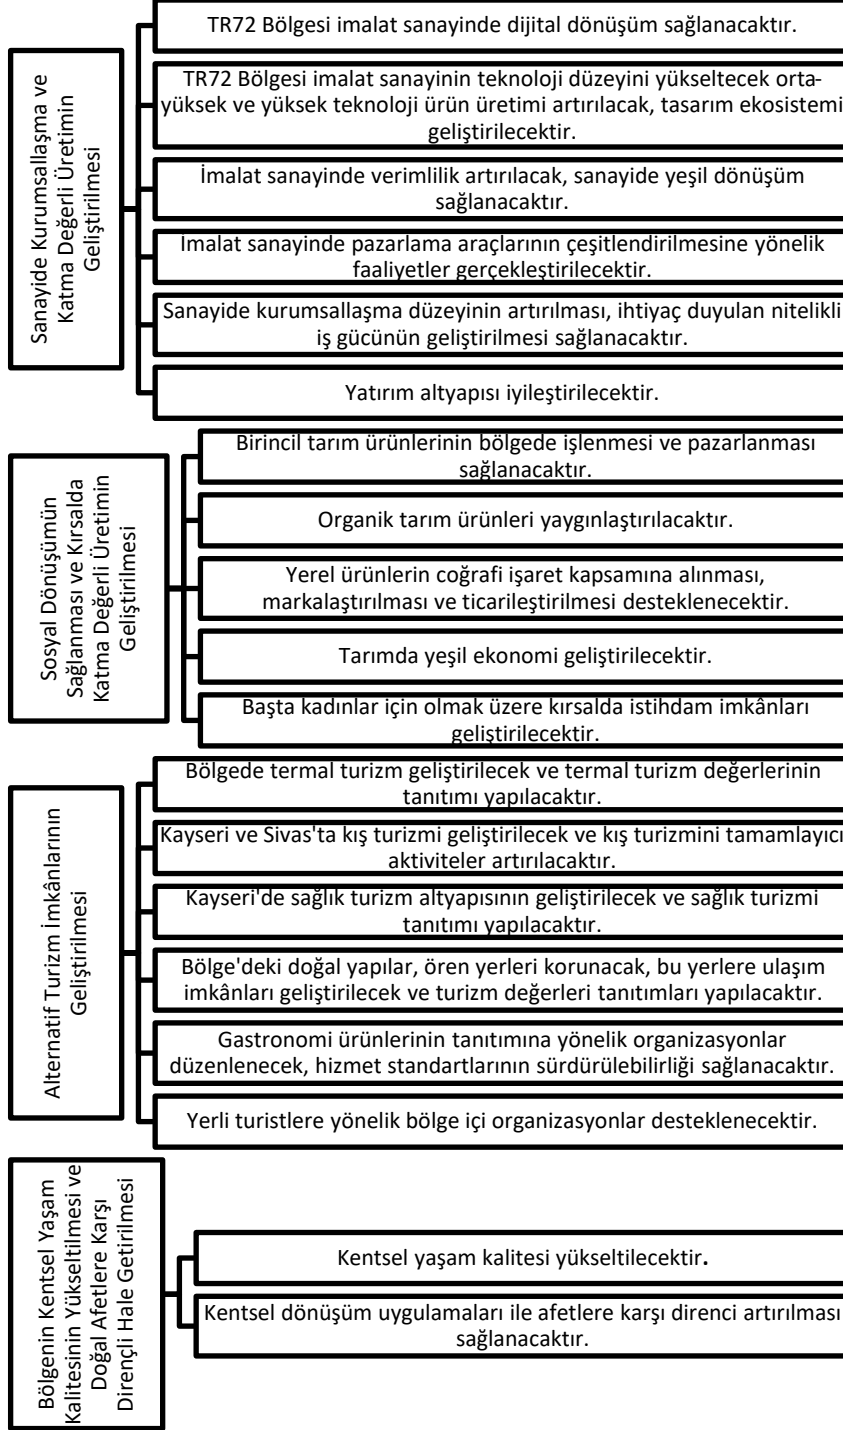 Sanayide Kurumsallaşma ve
Katma Değerli Üretimin
Geliştirilmesi
TR72 Bölgesi imalat sanayinde dijital dönüşüm sağlanacaktır.
TR72 Bölgesi imalat sanayinin teknoloji düzeyini yükseltecek orta-
yüksek ve yüksek teknoloji ürün üretimi artırılacak, tasarım ekosistemi
geliştirilecektir.
İmalat sanayinde verimlilik artırılacak, sanayide yeşil dönüşüm
sağlanacaktır.
İmalat sanayinde pazarlama araçlarının çeşitlendirilmesine yönelik
faaliyetler gerçekleştirilecektir.
Sanayide kurumsallaşma düzeyinin artırılması, ihtiyaç duyulan nitelikli
iş gücünün geliştirilmesi sağlanacaktır.
Yatırım altyapısı iyileştirilecektir.
Sosyal Dönüşümün
Sağlanması ve Kırsalda
Katma Değerli Üretimin
Geliştirilmesi
Birincil tarım ürünlerinin bölgede işlenmesi ve pazarlanması
sağlanacaktır.
Organik tarım ürünleri yaygınlaştırılacaktır.
Yerel ürünlerin coğrafi işaret kapsamına alınması,
markalaştırılması ve ticarileştirilmesi desteklenecektir.
Tarımda yeşil ekonomi geliştirilecektir.
Başta kadınlar için olmak üzere kırsalda istihdam imkânları
geliştirilecektir.
Alternatif Turizm İmkânlarının
Geliştirilmesi
Bölgede termal turizm geliştirilecek ve termal turizm değerlerinin
tanıtımı yapılacaktır.
Kayseri ve Sivas'ta kış turizmi geliştirilecek ve kış turizmini tamamlayıcı
aktiviteler artırılacaktır.
Kayseri'de sağlık turizm altyapısının geliştirilecek ve sağlık turizmi
tanıtımı yapılacaktır.
Bölge'deki doğal yapılar, ören yerleri korunacak, bu yerlere ulaşım
imkânları geliştirilecek ve turizm değerleri tanıtımları yapılacaktır.
Gastronomi ürünlerinin tanıtımına yönelik organizasyonlar
düzenlenecek, hizmet standartlarının sürdürülebilirliği sağlanacaktır.
Yerli turistlere yönelik bölge içi organizasyonlar desteklenecektir.
Bölgenin Kentsel Yaşam
Kalitesinin Yükseltilmesi ve
Doğal Afetlere Karşı
Dirençli Hale Getirilmesi
Kentsel yaşam kalitesi yükseltilecektir.
Kentsel dönüşüm uygulamaları ile afetlere karşı direnci artırılması
sağlanacaktır.